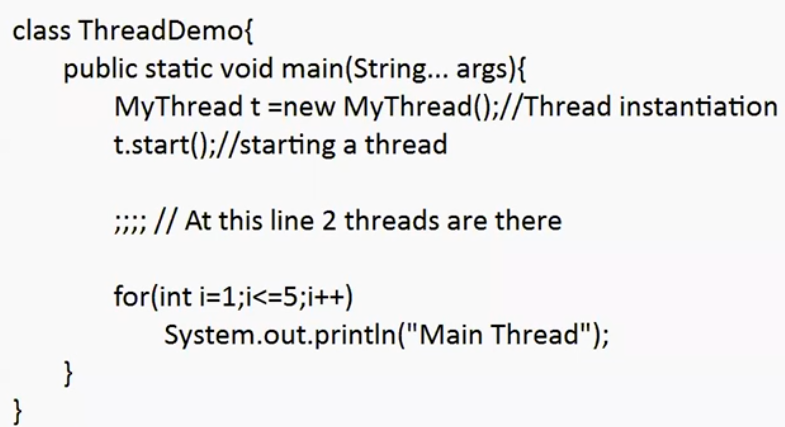 class ThreadDemo{
public static void main(String... args){
MyThread t =new MyThread();//Thread instantiation
t.start();//starting a thread
;;;; // At this line 2 threads are there
for(int i=1;i<=5;i++)
System.out.println("Main Thread");
}
}